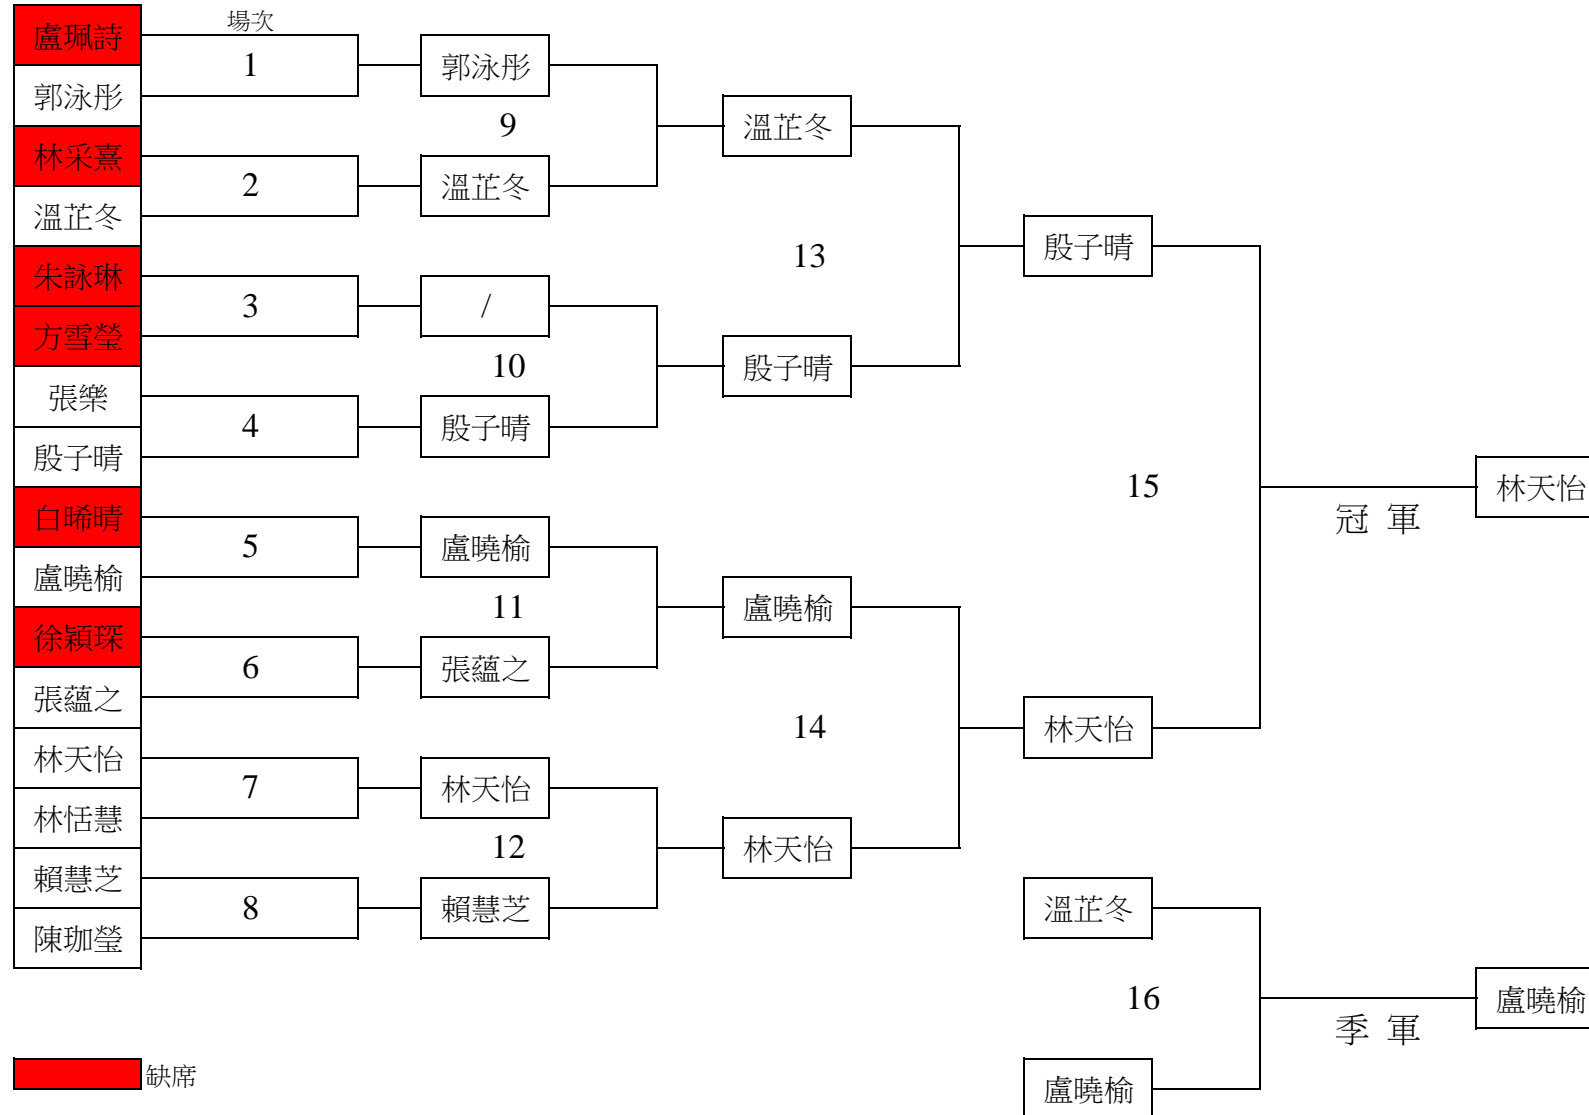 盧珮詩
郭泳彤
林采熹
溫芷冬
朱詠琳
方雪瑩
張樂
殷子晴
白晞晴
盧曉榆
徐穎琛
張蘊之
林天怡
林恬慧
賴慧芝
陳珈瑩
場次
1
2
3
4
5
6
7
8
郭泳彤
9
溫芷冬
/
10
殷子晴
盧曉榆
11
張蘊之
林天怡
12
賴慧芝
溫芷冬
13
殷子晴
盧曉榆
14
林天怡
殷子晴
15
林天怡
冠 軍
林天怡
溫芷冬
16
盧曉榆
季 軍
盧曉榆
缺席